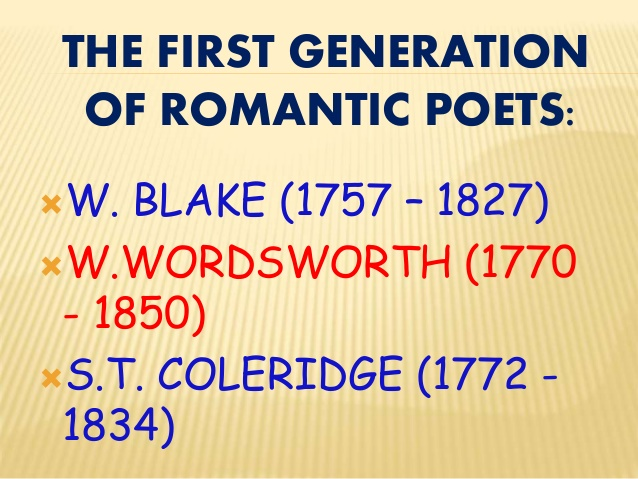 THE FIRST GENERATION
OF ROMANTIC POETS:
W. BLAKE (1757 – 1827)
W.WORDSWORTH (1770
- 1850)
S.T. COLERIDGE (1772 -
1834)